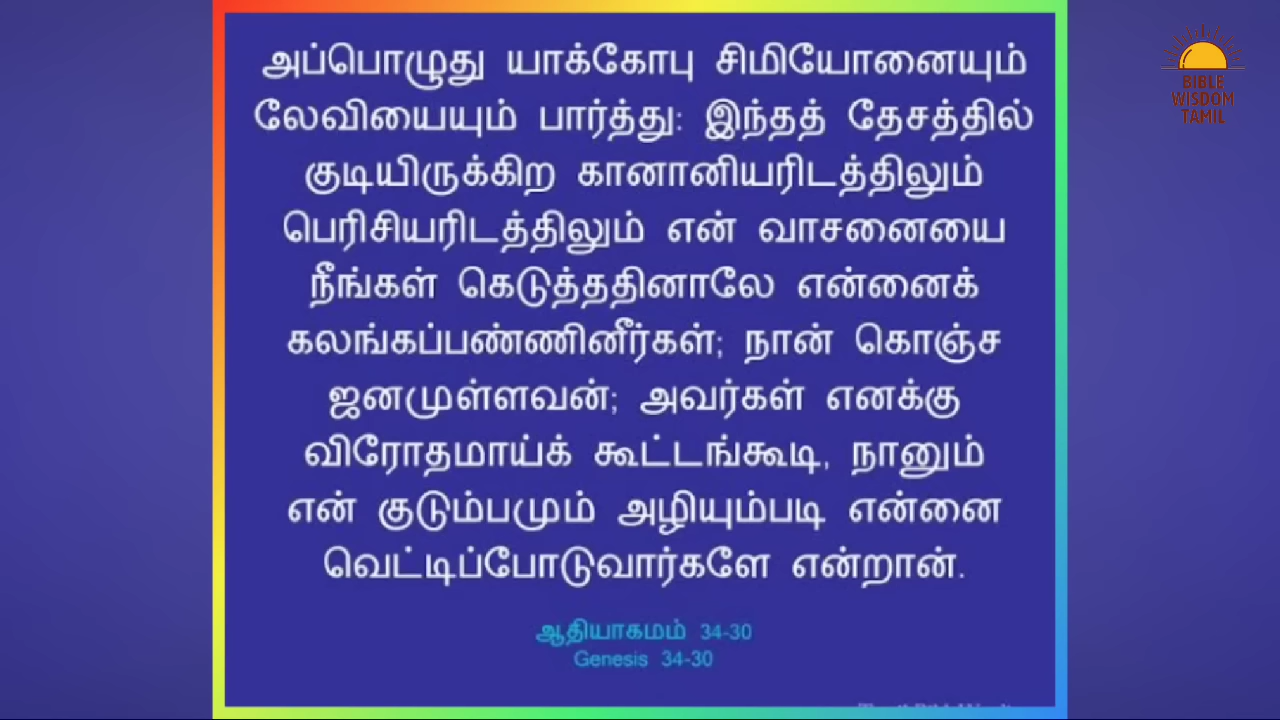 அப்பொழுது யாக்கோபு சிமியோனையும்
லேவியையும் பார்த்து: இந்தத் தேசத்தில்
குடியிருக்கிற கானானியரிடத்திலும்
பெரிசியரிடத்திலும் என் வாசனையை
நீங்கள் கெடுத்ததினாலே என்னைக்
கலங்கப்பண்ணினீர்கள்; நான் கொஞ்ச
ஜனமுள்ளவன்; அவர்கள் எனக்கு
விரோதமாய்க் கூட்டங்கூடி, நானும்
என் குடும்பமும் அழியும்படி என்னை
வெட்டிப்போடுவார்களே என்றான்.
ஆதியாகமம் 34-30
Genesis 34-30
BIBLE
WISDOM
TAMIL